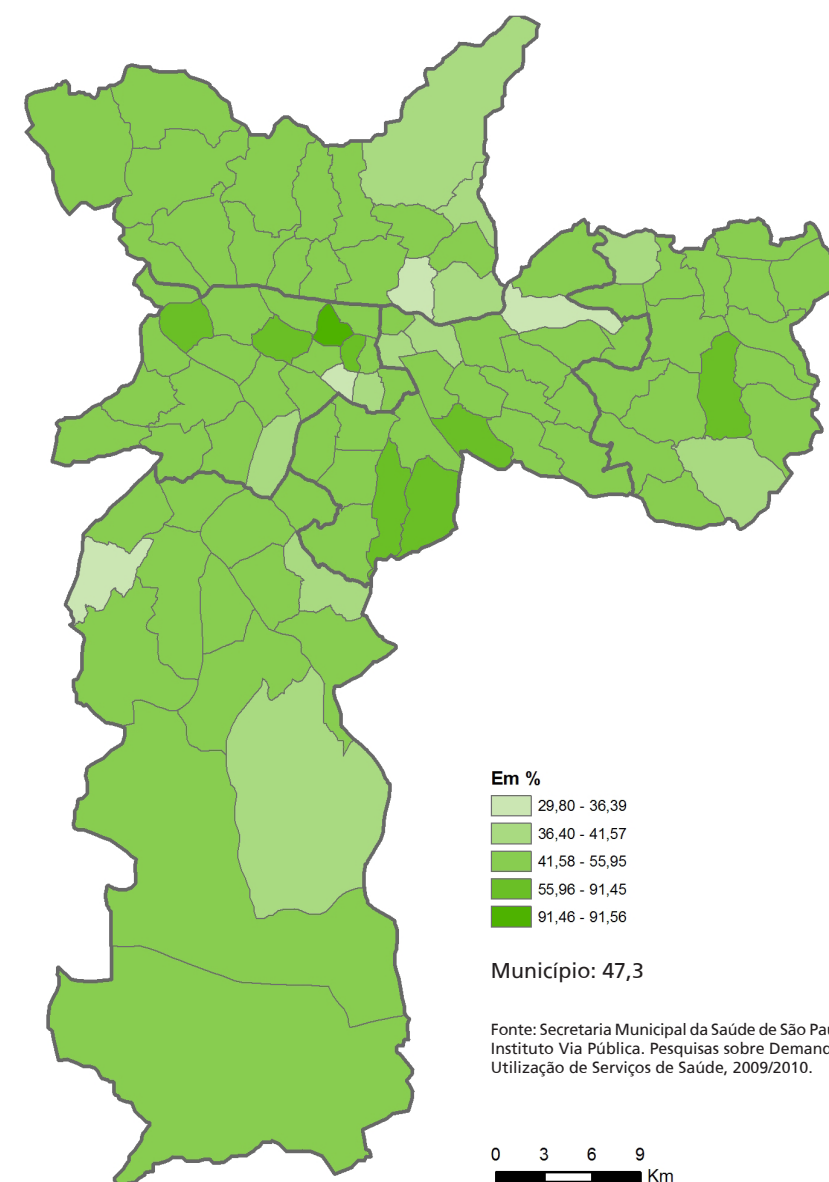 Em %
29,80 - 36,39
36,40 - 41,57
41,58 - 55,95
55,96 - 91,45
91,46 - 91,56
Município: 47,3
Fonte: Secretaria Municipal da Saúde de São
Instituto Via Pública. Pesquisas sobre
Utilização de Serviços de Saúde, 2009/2010.
0 3 6 9
Km